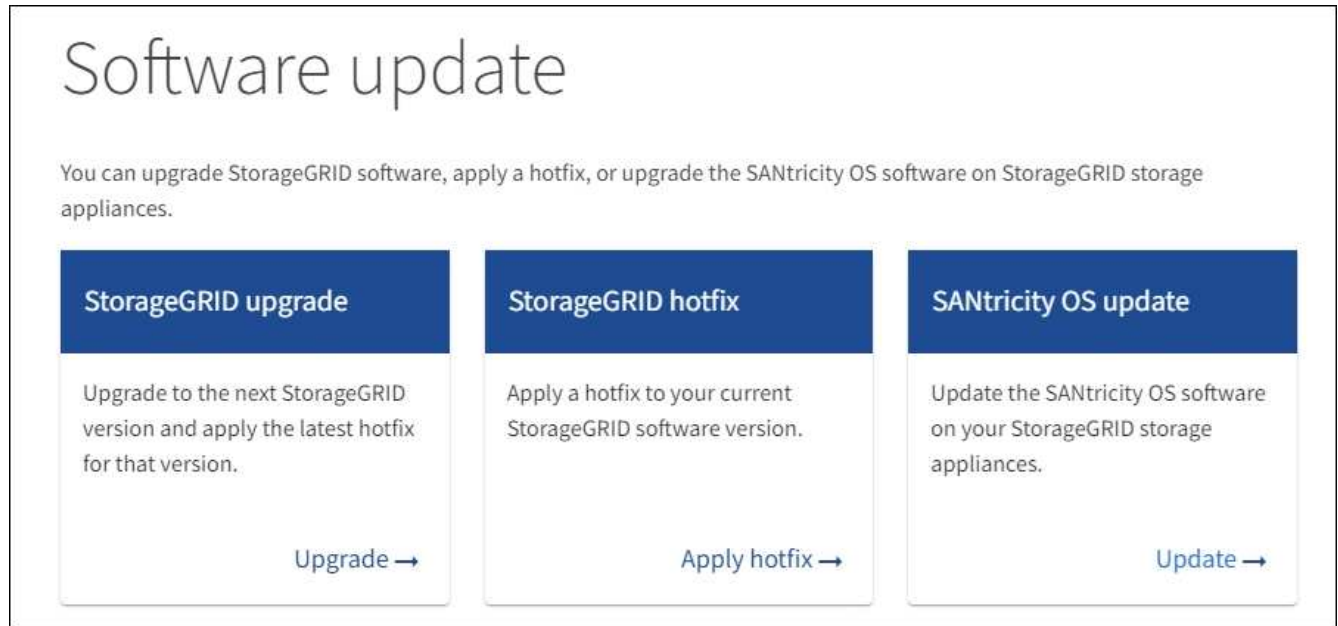 Software update
You can upgrade StorageGRID software, apply a hotfix, or upgrade the SANtricity OS software on StorageGRID storage
appliances.
StorageGRID upgrade
Upgrade to the next StorageGRID
version and apply the latest hotfix
for that version.
Upgrade →
StorageGRID hotfix
Apply a hotfix to your current
StorageGRID software version.
Apply hotfix →
SANtricity OS update
Update the SANtricity OS software
on your StorageGRID storage
appliances.
Update →